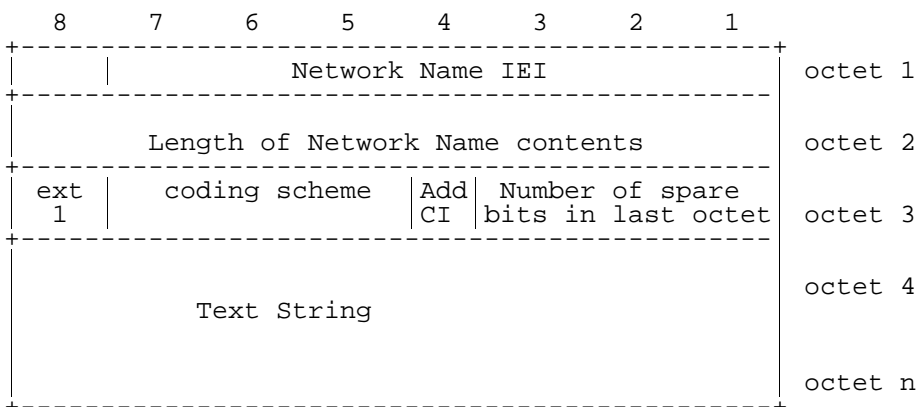 8 7 6 5 4 3 2 1
Network Name IEI octet 1
Length of Network Name contents octet 2
ext coding scheme Add Number of spare
1 CI bits in last octet octet 3
octet 4
Text String
octet n